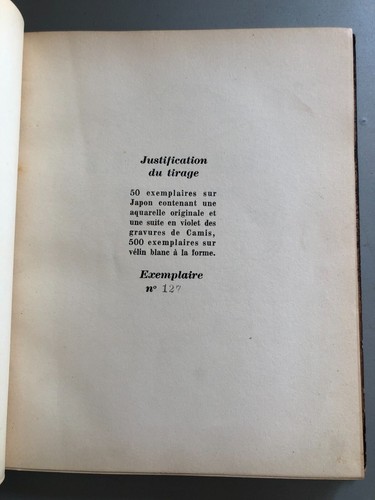 Justification
du tirage
50 exemplaires sur
Japon contenant une
aquarelle originale et
une suite en violet des
gravures de Camis,
500 exemplaires sur
vélin blanc à la forme.
Exemplaire
nº 127